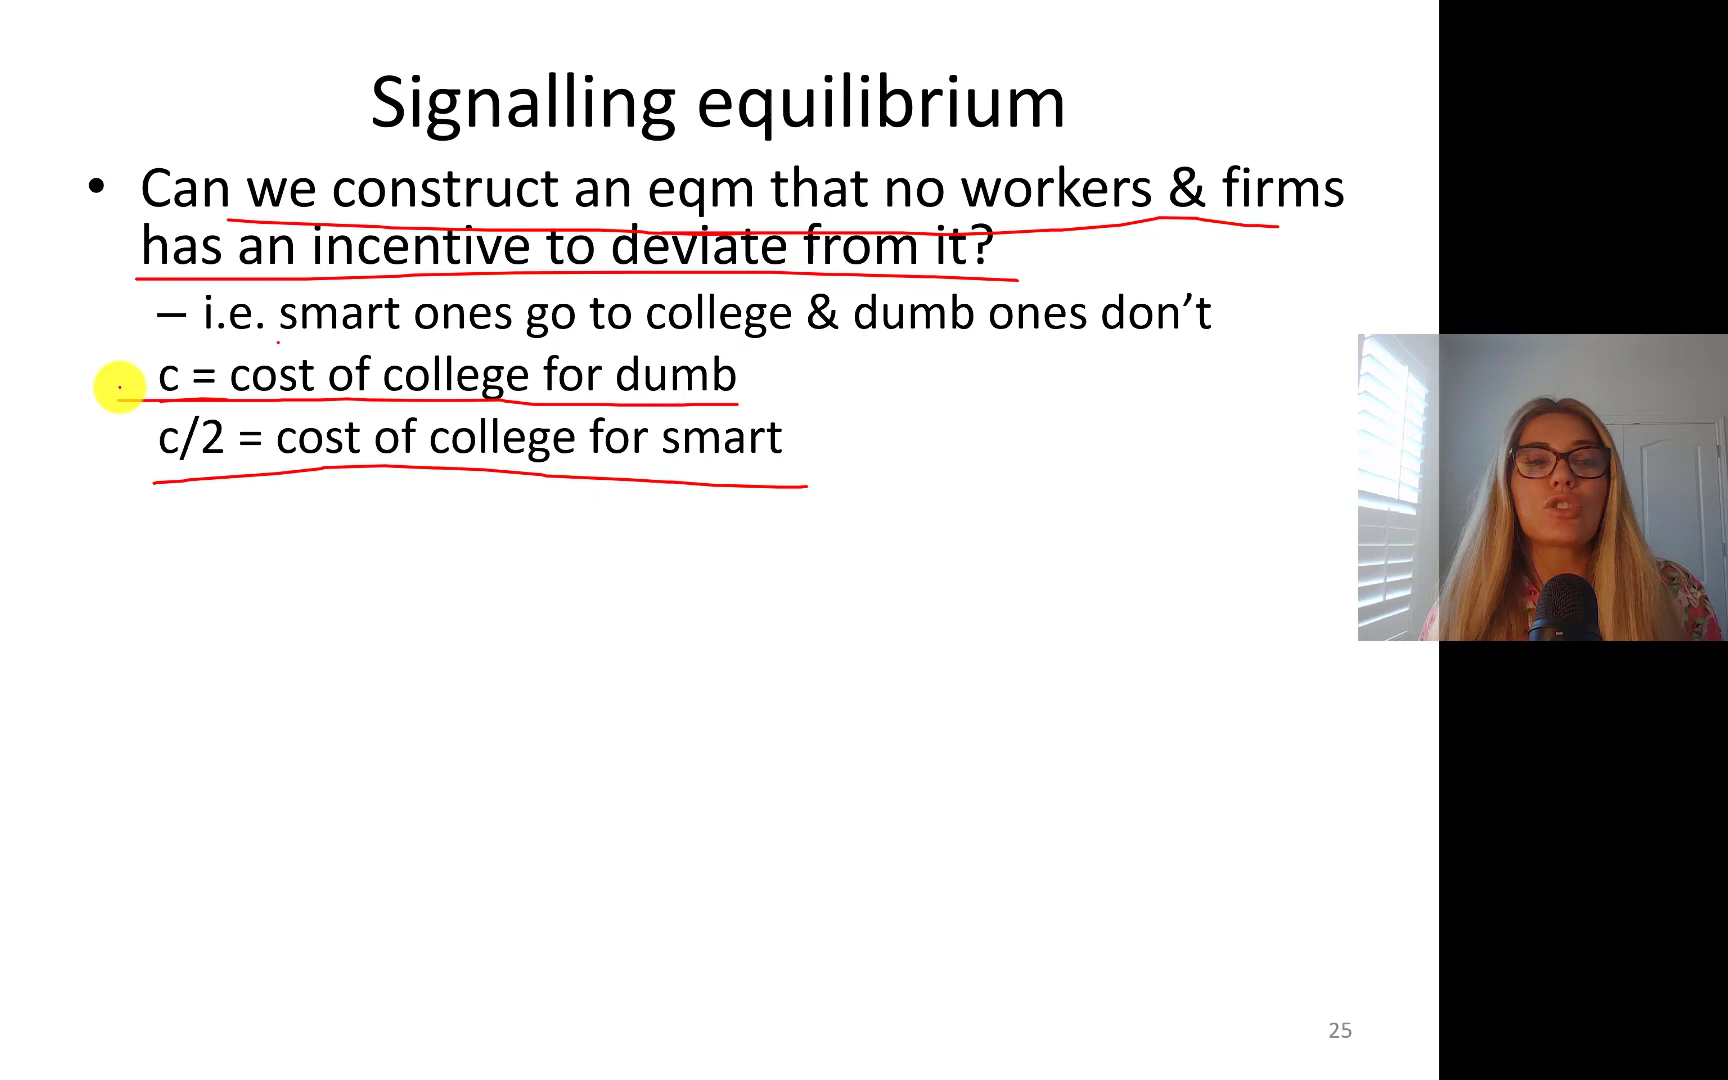 Signalling equilibrium
• Can we construct an eqm that no workers & firms
has an incentive to deviate from it?
– i.e. smart ones go to college & dumb ones don’t
c = cost of college for dumb
c/2 = cost of college for smart
25